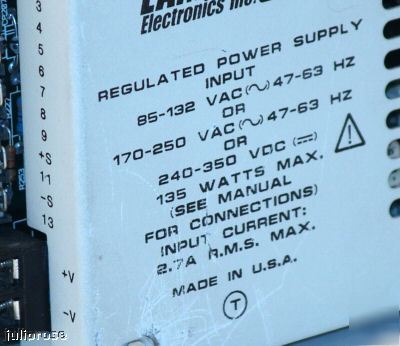 Electronics
REGULATED POWER SUPPLY
INPUT
85-132 VAC(∿) 47-63 HZ
OR
170-250 VAC(∿) 47-63 HZ
OR
240-350 VDC(⎓)
135 WATTS MAX.
(SEE MANUAL
FOR CONNECTIONS)
INPUT CURRENT:
2.7A R.M.S. MAX.
MADE IN U.S.A.
T
3
4
5
6
7
8
9
+S
11
-S
13
+V
-V
juliprose